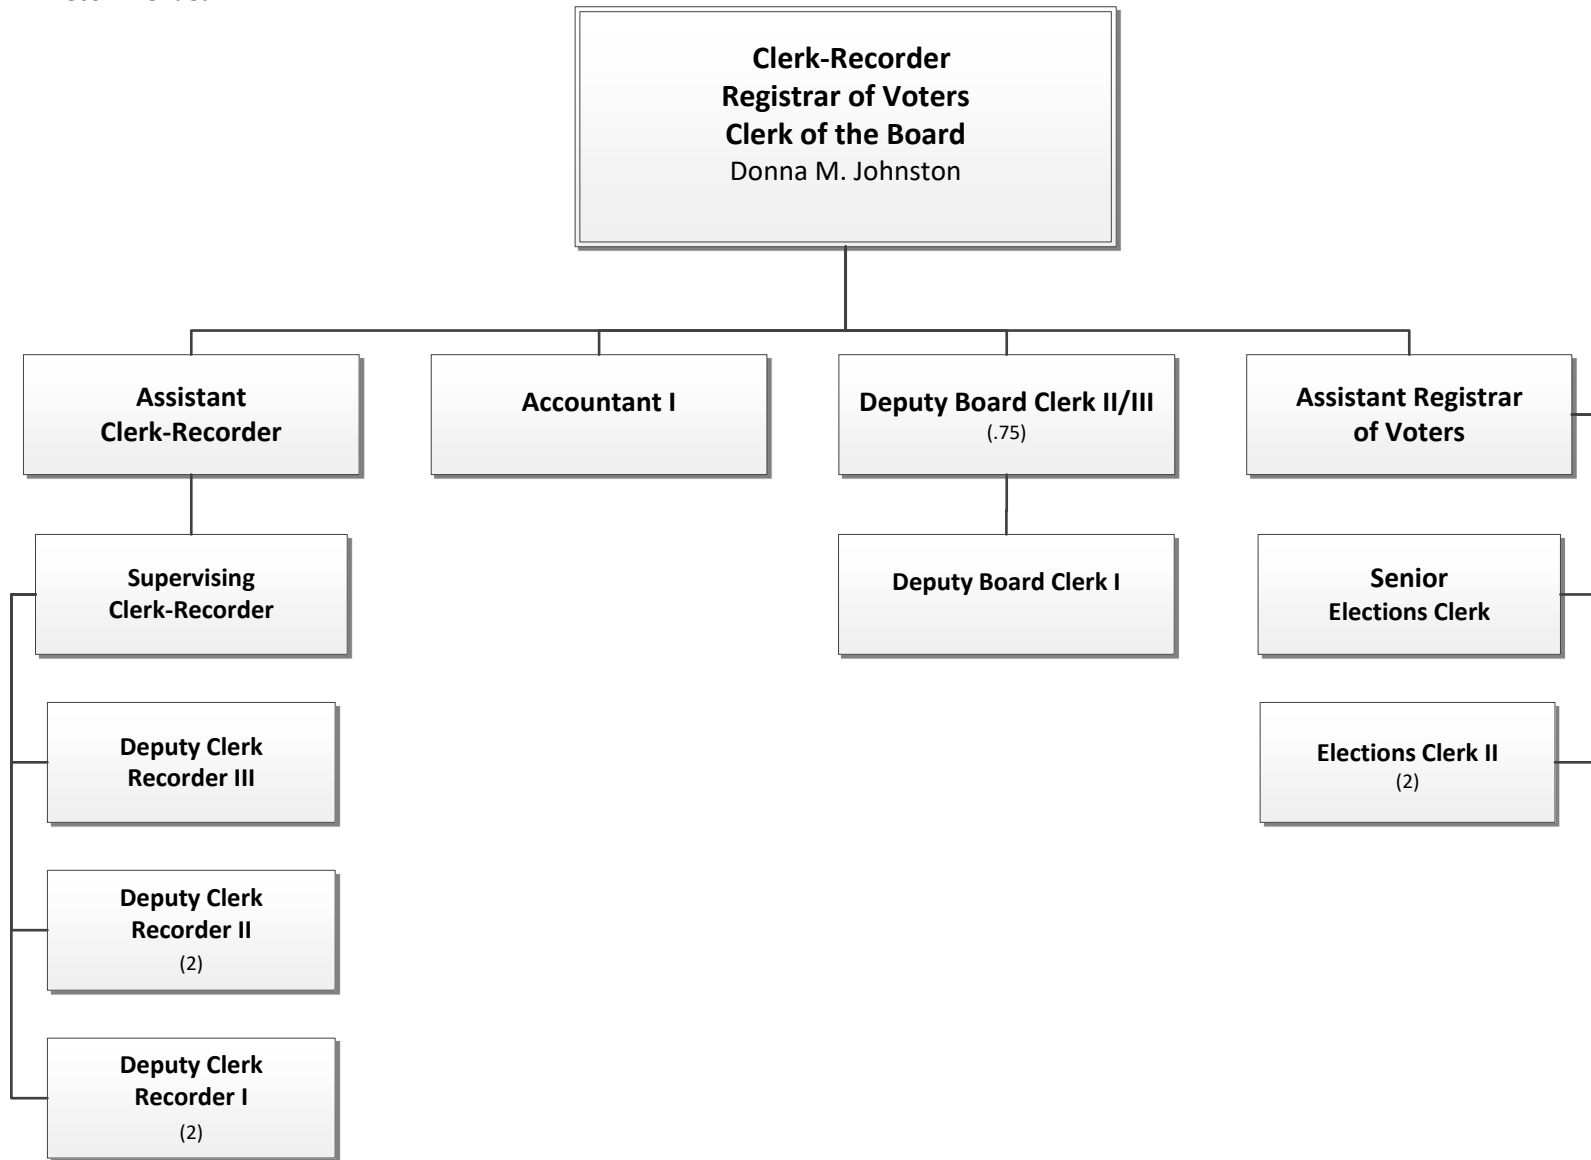 Clerk-Recorder
Registrar of Voters
Clerk of the Board
Donna M. Johnston
Assistant
Clerk-Recorder
Accountant I
Deputy Board Clerk II/III
(.75)
Assistant Registrar
of Voters
Supervising
Clerk-Recorder
Deputy Board Clerk I
Senior
Elections Clerk
Deputy Clerk
Recorder III
Elections Clerk II
(2)
Deputy Clerk
Recorder II
(2)
Deputy Clerk
Recorder I
(2)